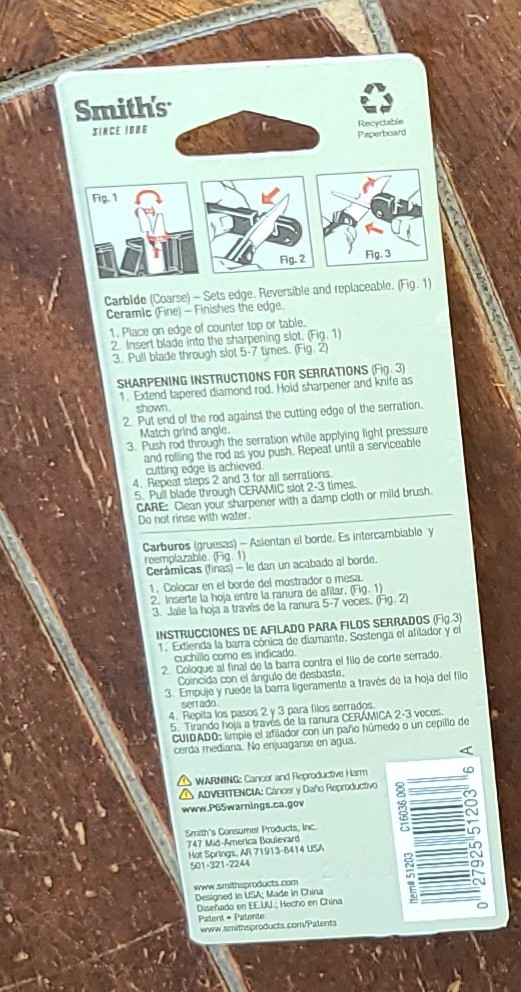 Smith's
SINCE 1886
Recyclable
Paperboard
Fig. 1
Fig. 2
Fig. 3
Carbide (Coarse) – Sets edge. Reversible and replaceable. (Fig. 1)
Ceramic (Fine) – Finishes the edge.
1. Place on edge of counter top or table.
2. Insert blade into the sharpening slot. (Fig. 1)
3. Pull blade through slot 5-7 times. (Fig. 2)
SHARPENING INSTRUCTIONS FOR SERRATIONS (Fig. 3)
1. Extend tapered diamond rod. Hold sharpener and knife as
shown.
2. Put end of the rod against the cutting edge of the serration.
Match grind angle.
3. Push rod through the serration while applying light pressure
and rolling the rod as you push. Repeat until a serviceable
cutting edge is achieved.
4. Repeat steps 2 and 3 for all serrations.
5. Pull blade through CERAMIC slot 2-3 times.
CARE: Clean your sharpener with a damp cloth or mild brush.
Do not rinse with water.
Carburos (gruesas) – Asientan el borde. Es intercambiable y
reemplazable. (Fig. 1)
Cerámicas (finas) – le dan un acabado al borde.
1. Colocar en el borde del mostrador o mesa.
2. Inserte la hoja entre la ranura de afilar. (Fig. 1)
3. Jale la hoja a través de la ranura 5-7 veces. (Fig. 2)
INSTRUCCIONES DE AFILADO PARA FILOS SERRADOS (Fig.3)
1. Extienda la barra cónica de diamante. Sostenga el afilador y el
cuchillo como es indicado.
2. Coloque al final de la barra contra el filo de corte serrado.
Coincida con el ángulo de desbaste.
3. Empuje y ruede la barra ligeramente a través de la hoja del filo
serrado.
4. Repita los pasos 2 y 3 para filos serrados.
5. Tirando hoja a través de la ranura CERÁMICA 2-3 veces.
CUIDADO: limpie el afilador con un paño húmedo o un cepillo de
cerda mediana. No enjuagarse en agua.
WARNING: Cancer and Reproductive Harm
ADVERTENCIA: Cáncer y Daño Reproductivo
www.P65warnings.ca.gov
Smith's Consumer Products, Inc.
747 Mid-America Boulevard
Hot Springs, AR 71913-8414 USA
501-321-2244
www.smithsproducts.com
Designed in USA; Made in China
Diseñado en EE.UU.; Hecho en China
Patent • Patente:
www.smithsproducts.com/Patents
Item# 51203 C16036.000
0 27925 51203 6 A